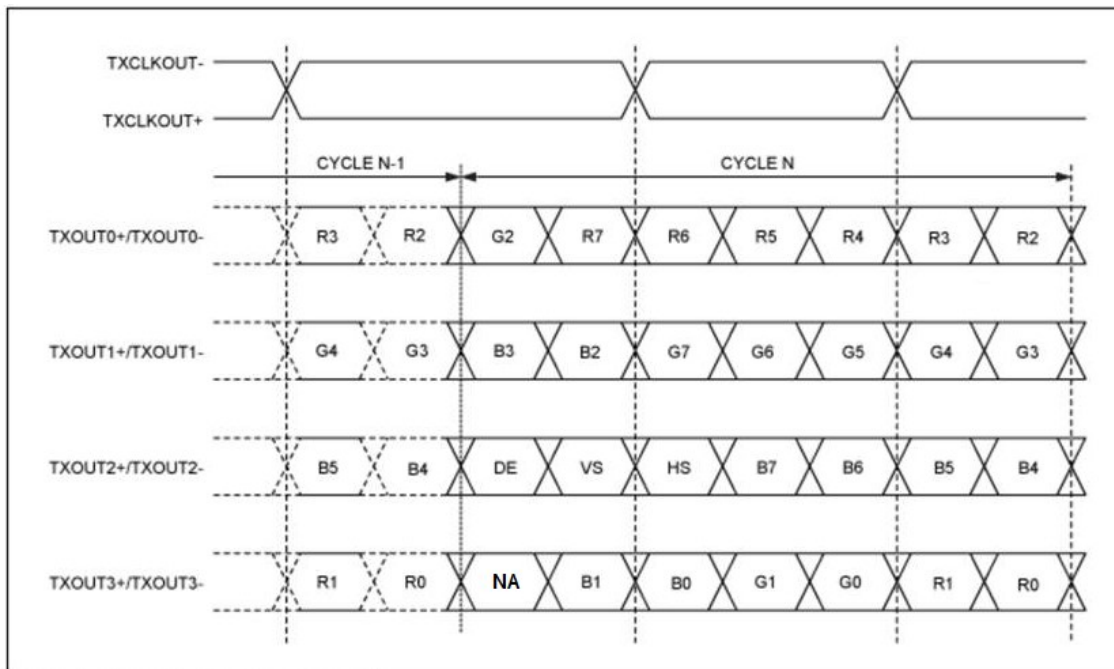 TXCLKOUT-
TXCLKOUT+
CYCLE N-1 CYCLE N
TXOUT0+/TXOUT0- R3 R2 G2 R7 R6 R5 R4 R3 R2
TXOUT1+/TXOUT1- G4 G3 B3 B2 G7 G6 G5 G4 G3
TXOUT2+/TXOUT2- B5 B4 DE VS HS B7 B6 B5 B4
TXOUT3+/TXOUT3- R1 R0 NA B1 B0 G1 G0 R1 R0